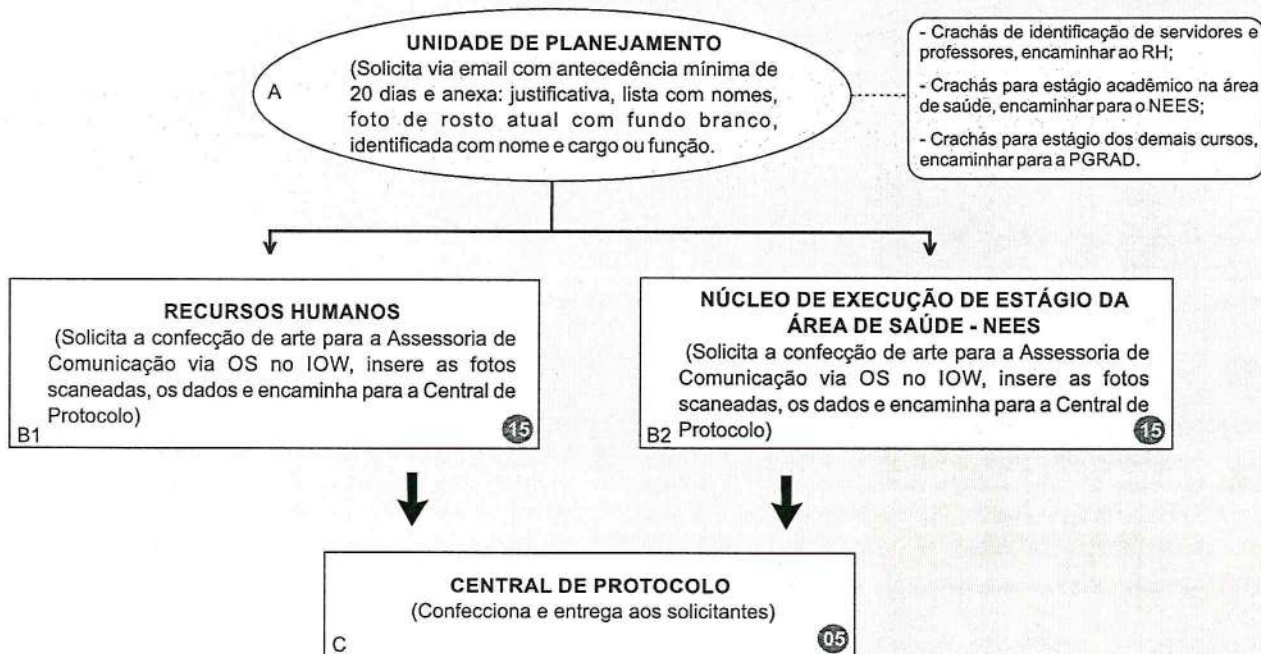 UNIDADE DE PLANEJAMENTO
(Solicita via email com antecedência mínima de
20 dias e anexa: justificativa, lista com nomes,
foto de rosto atual com fundo branco,
identificada com nome e cargo ou função.
A
- Crachás de identificação de servidores e
professores, encaminhar ao RH;
- Crachás para estágio acadêmico na área
de saúde, encaminhar para o NEES;
- Crachás para estágio dos demais cursos,
encaminhar para a PGRAD.
RECURSOS HUMANOS
(Solicita a confecção de arte para a Assessoria de
Comunicação via OS no IOW, insere as fotos
scaneadas, os dados e encaminha para a Central de
Protocolo)
B1
15
NÚCLEO DE EXECUÇÃO DE ESTÁGIO DA
ÁREA DE SAÚDE - NEES
(Solicita a confecção de arte para a Assessoria de
Comunicação via OS no IOW, insere as fotos
scaneadas, os dados e encaminha para a Central de
Protocolo)
B2
15
CENTRAL DE PROTOCOLO
(Confecciona e entrega aos solicitantes)
C
05